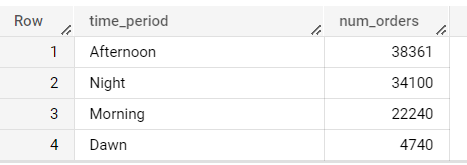 Row time_period num_orders
1 Afternoon 38361
2 Night 34100
3 Morning 22240
4 Dawn 4740